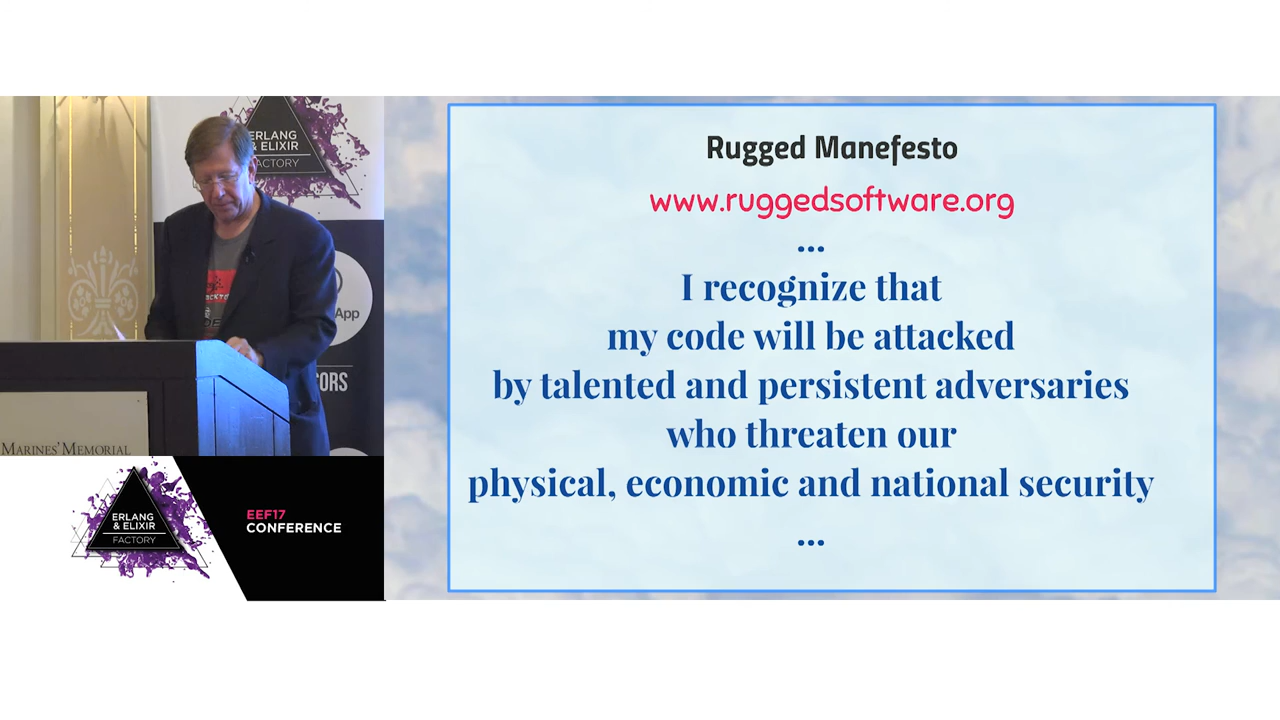 ERLANG
& ELIXIR
FACTORY
App
ORS
MARINES' MEMORIAL
ERLANG
& ELIXIR
FACTORY
EEF17
CONFERENCE
Rugged Manefesto
www.ruggedsoftware.org
...
I recognize that
my code will be attacked
by talented and persistent adversaries
who threaten our
physical, economic and national security
...